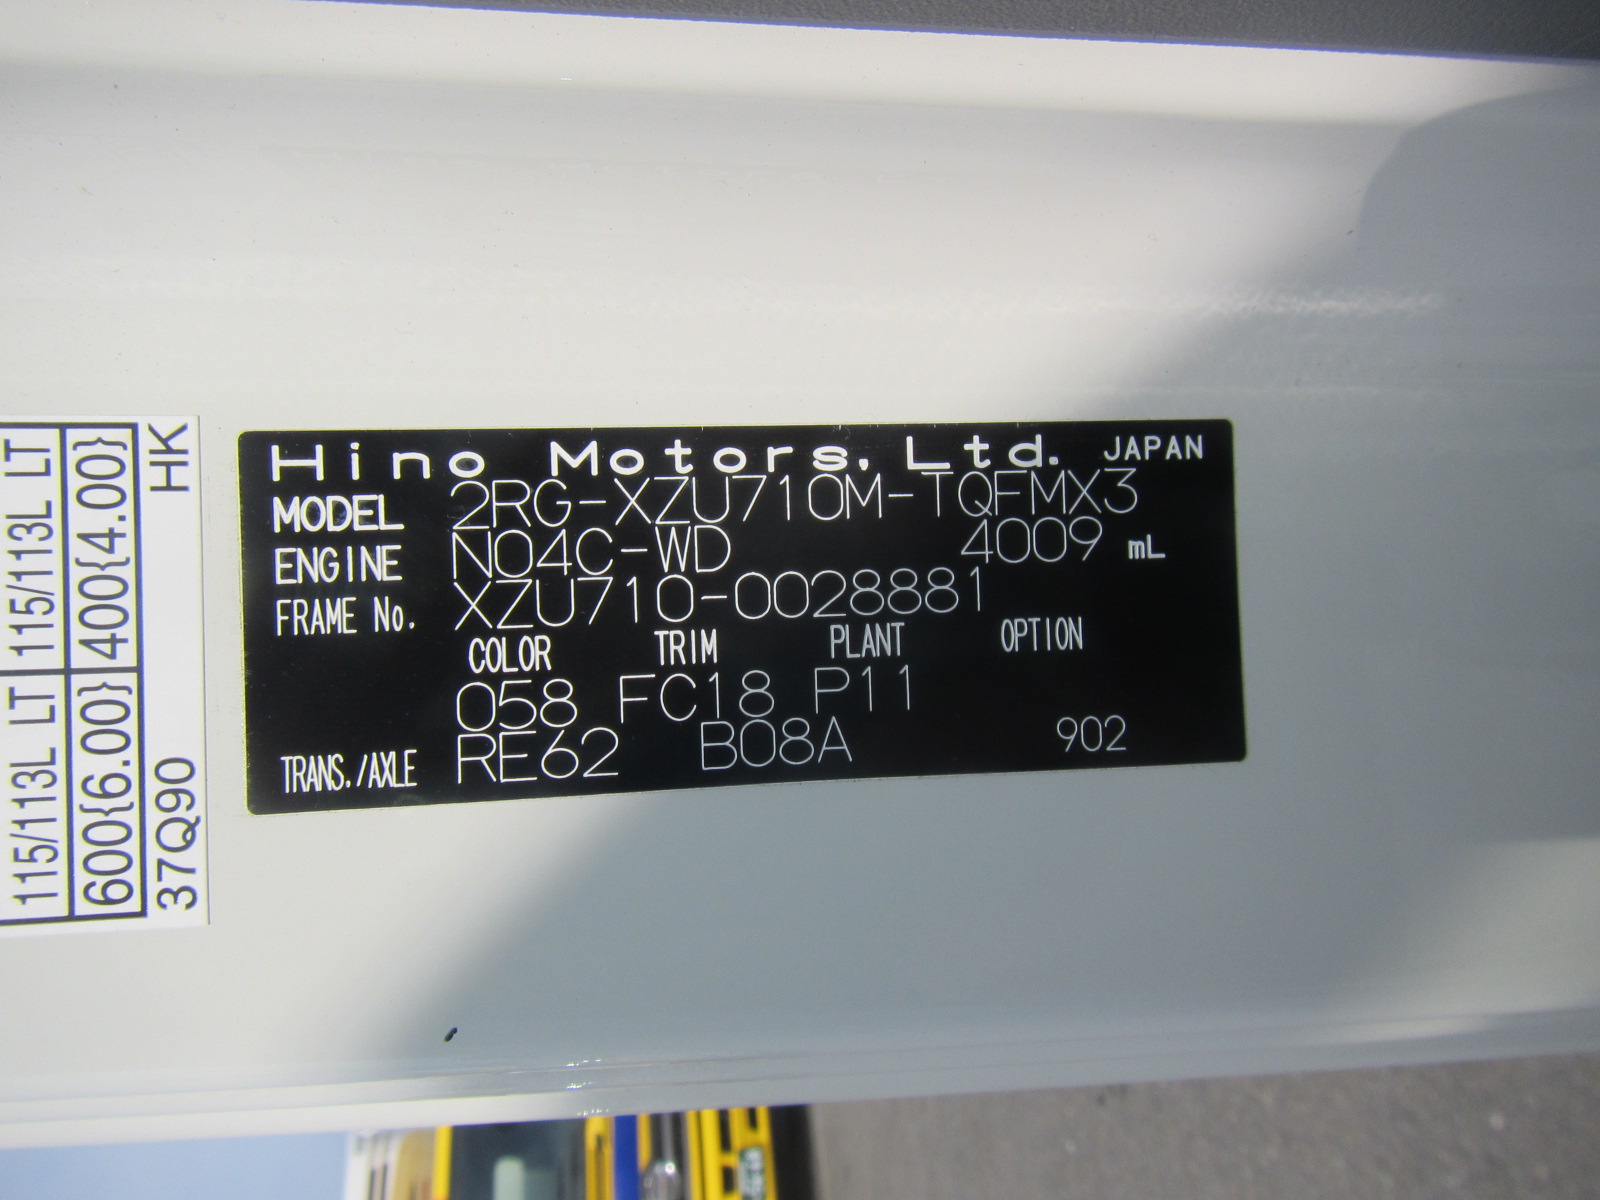 Hino Motors, Ltd. JAPAN
MODEL 2RG-XZU710M-TQFMX3
ENGINE N04C-WD 4009 mL
FRAME No. XZU710-0028881
COLOR TRIM PLANT OPTION
058 FC18 P11
TRANS./AXLE RE62 B08A 902
115/113L LT 115/113L LT
600{6.00} 400{4.00}
37Q90 HK